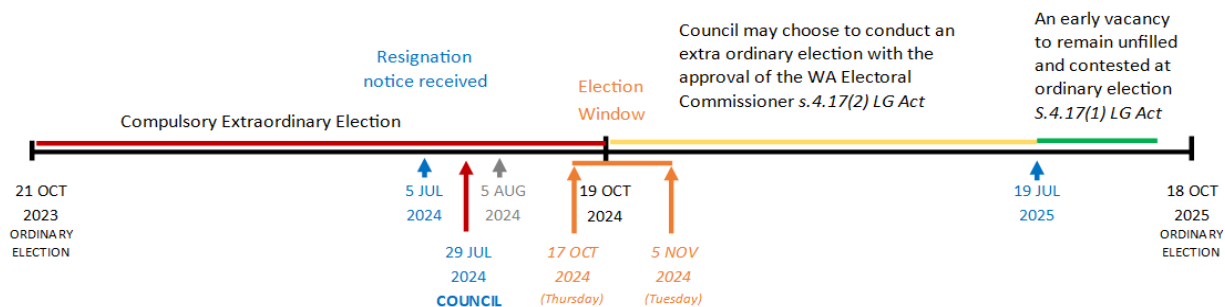 Resignation
notice received
Compulsory Extraordinary Election
Election
Window
Council may choose to conduct an
extra ordinary election with the
approval of the WA Electoral
Commissioner s.4.17(2) LG Act
An early vacancy
to remain unfilled
and contested at
ordinary election
S.4.17(1) LG Act
21 OCT
2023
ORDINARY
ELECTION
5 JUL
2024
29 JUL
2024
COUNCIL
5 AUG
2024
17 OCT
2024
(Thursday)
19 OCT
2024
5 NOV
2024
(Tuesday)
19 JUL
2025
18 OCT
2025
ORDINARY
ELECTION